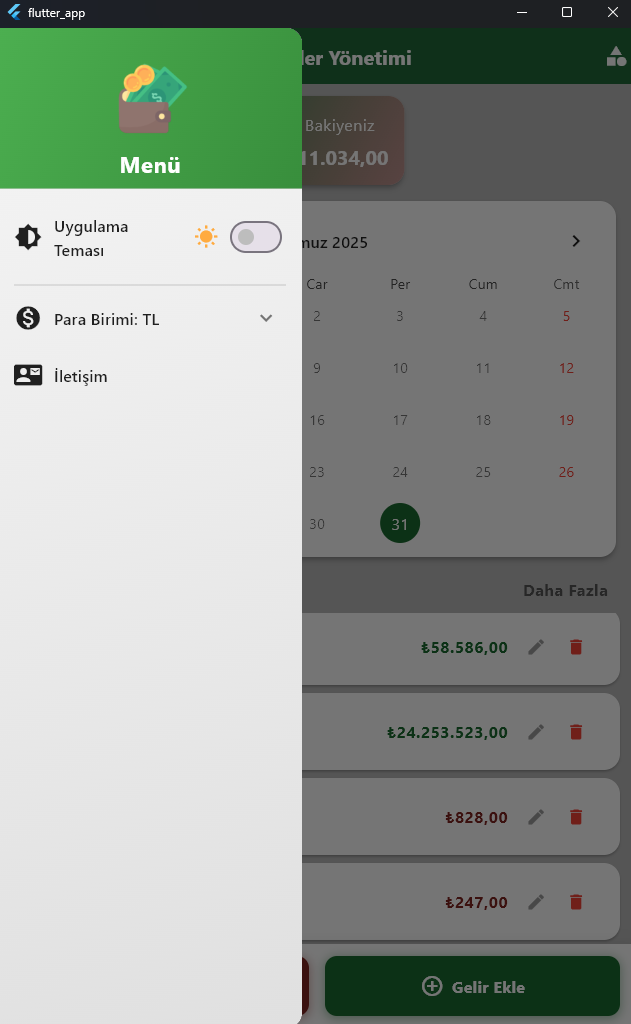 flutter_app
Menü
ler Yönetimi
Bakiyeniz
11.034,00
Uygulama
Teması
muz 2025
Car Per Cum Cmt
2 3 4 5
9 10 11 12
16 17 18 19
23 24 25 26
30 31
Para Birimi: TL
İletişim
Daha Fazla
₺58.586,00
₺24.253.523,00
₺828,00
₺247,00
Gelir Ekle